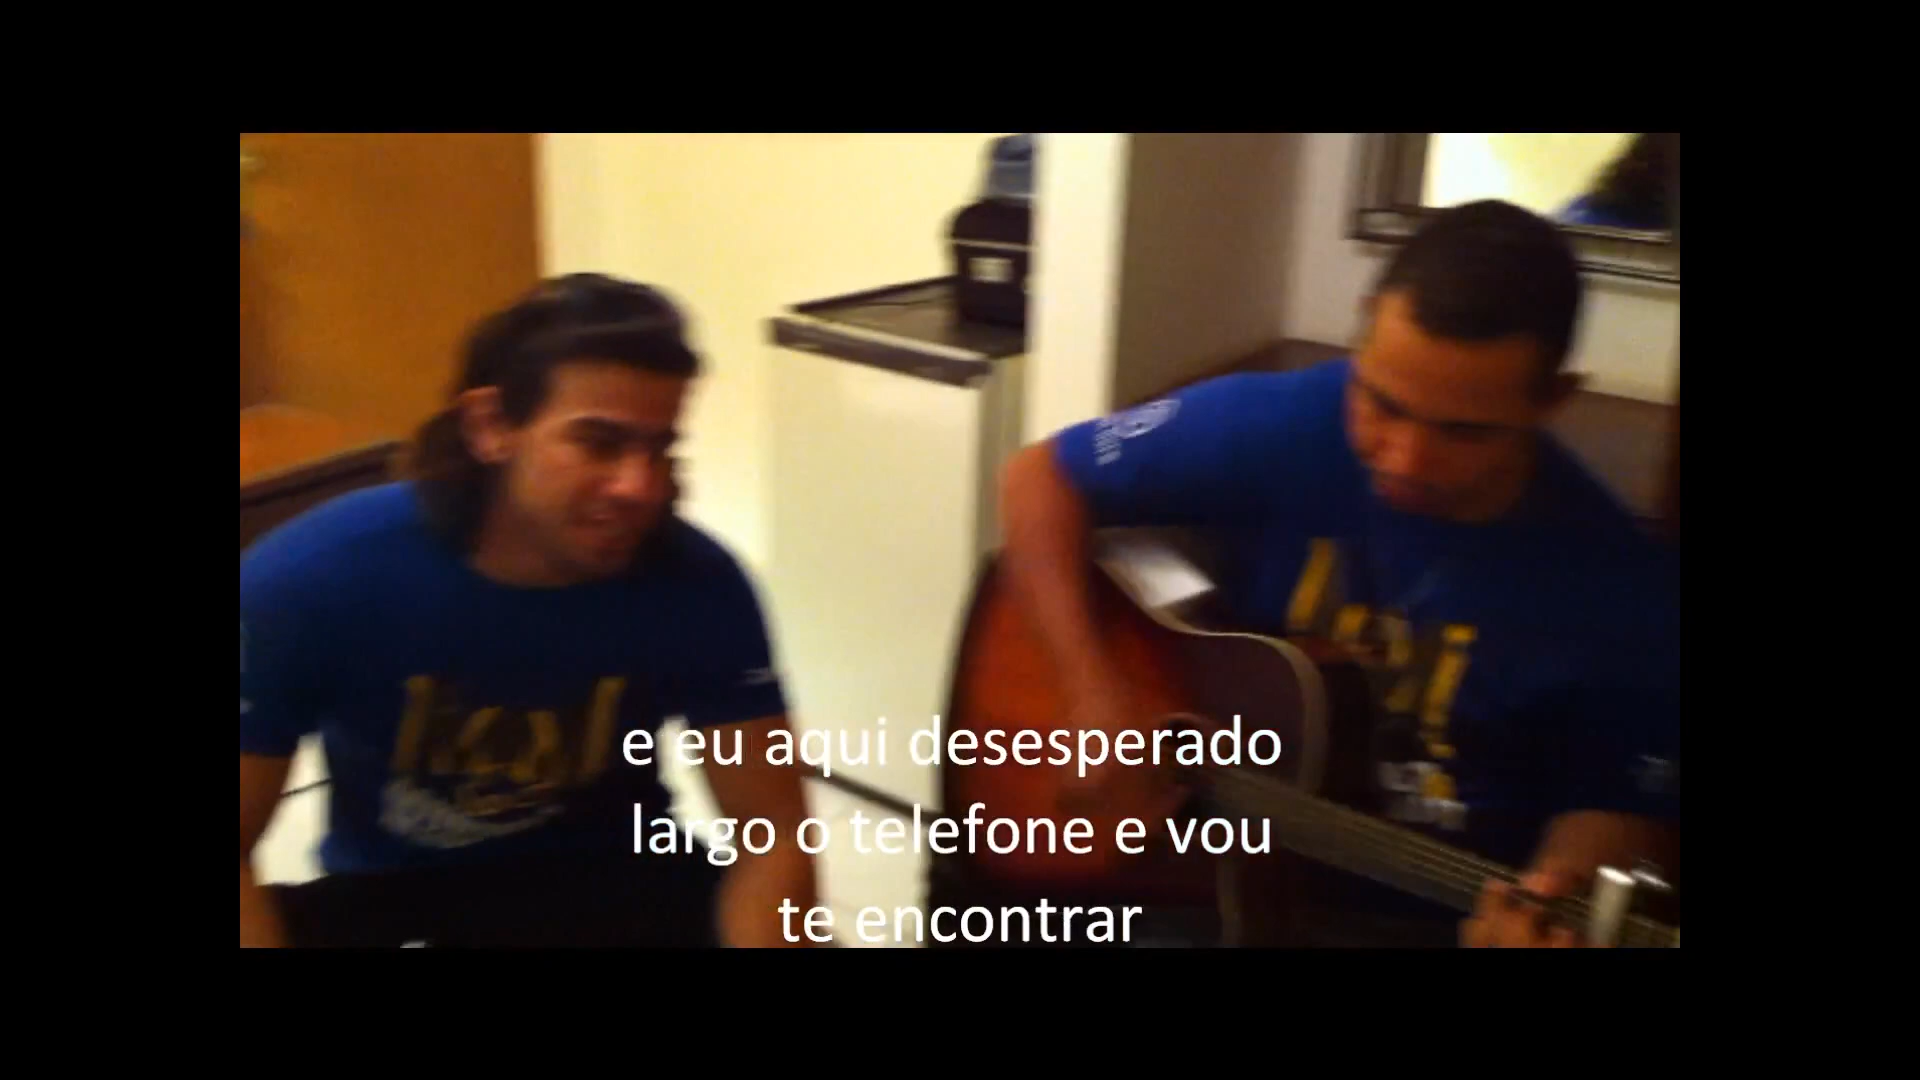 e eu aqui desesperado
largo o telefone e vou
te encontrar